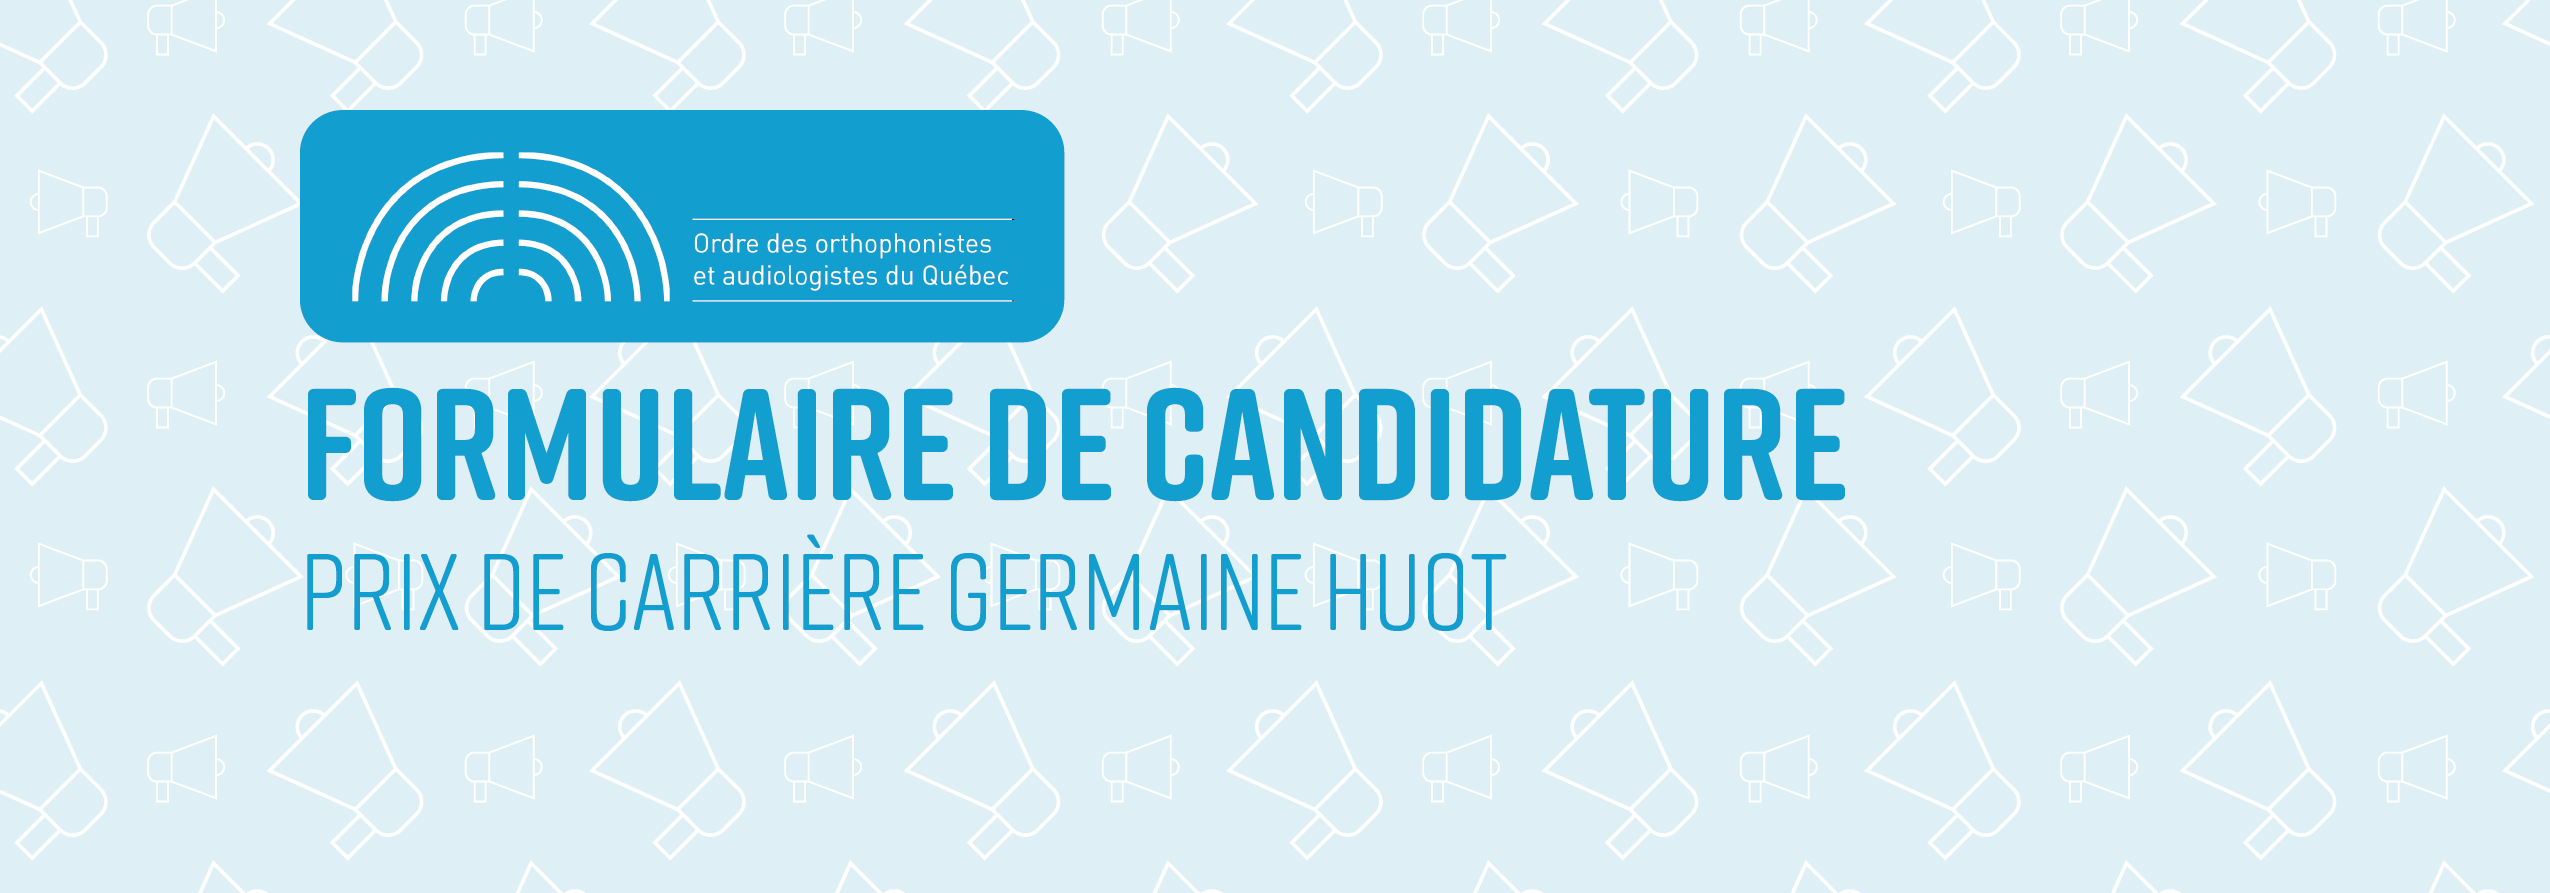 Ordre des orthophonistes
et audiologistes du Québec
FORMULAIRE DE CANDIDATURE
PRIX DE CARRIÈRE GERMAINE HUOT